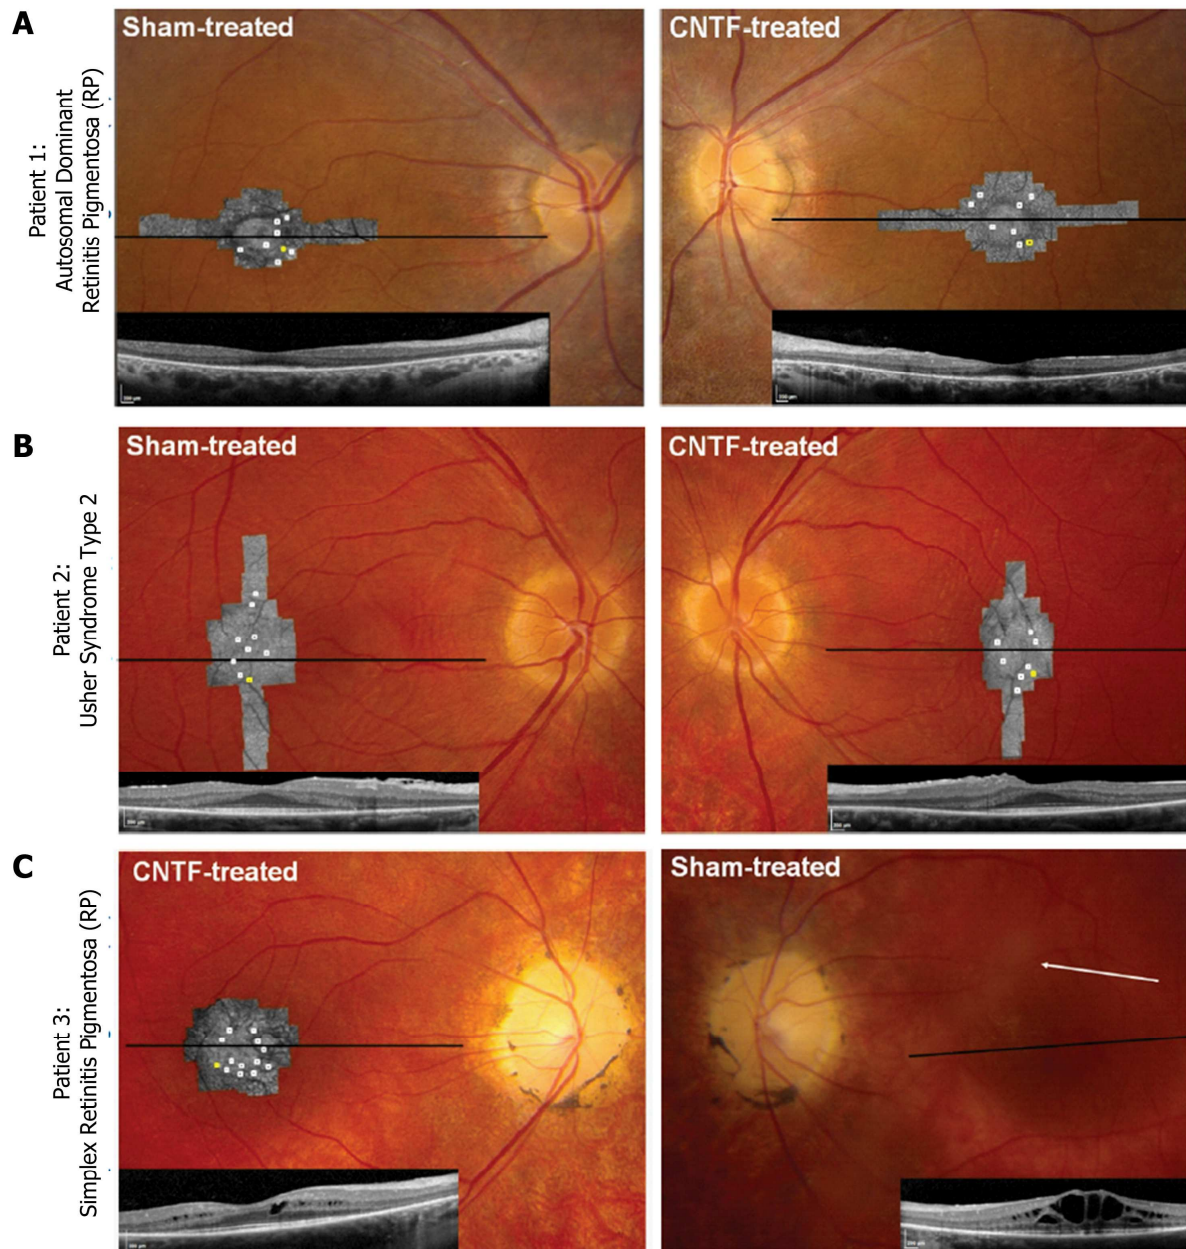 A
Patient 1:
Autosomal Dominant
Retinitis Pigmentosa (RP)
Sham-treated
CNTF-treated
B
Patient 2:
Usher Syndrome Type 2
Sham-treated
CNTF-treated
C
Patient 3:
Simplex Retinitis Pigmentosa (RP)
CNTF-treated
Sham-treated